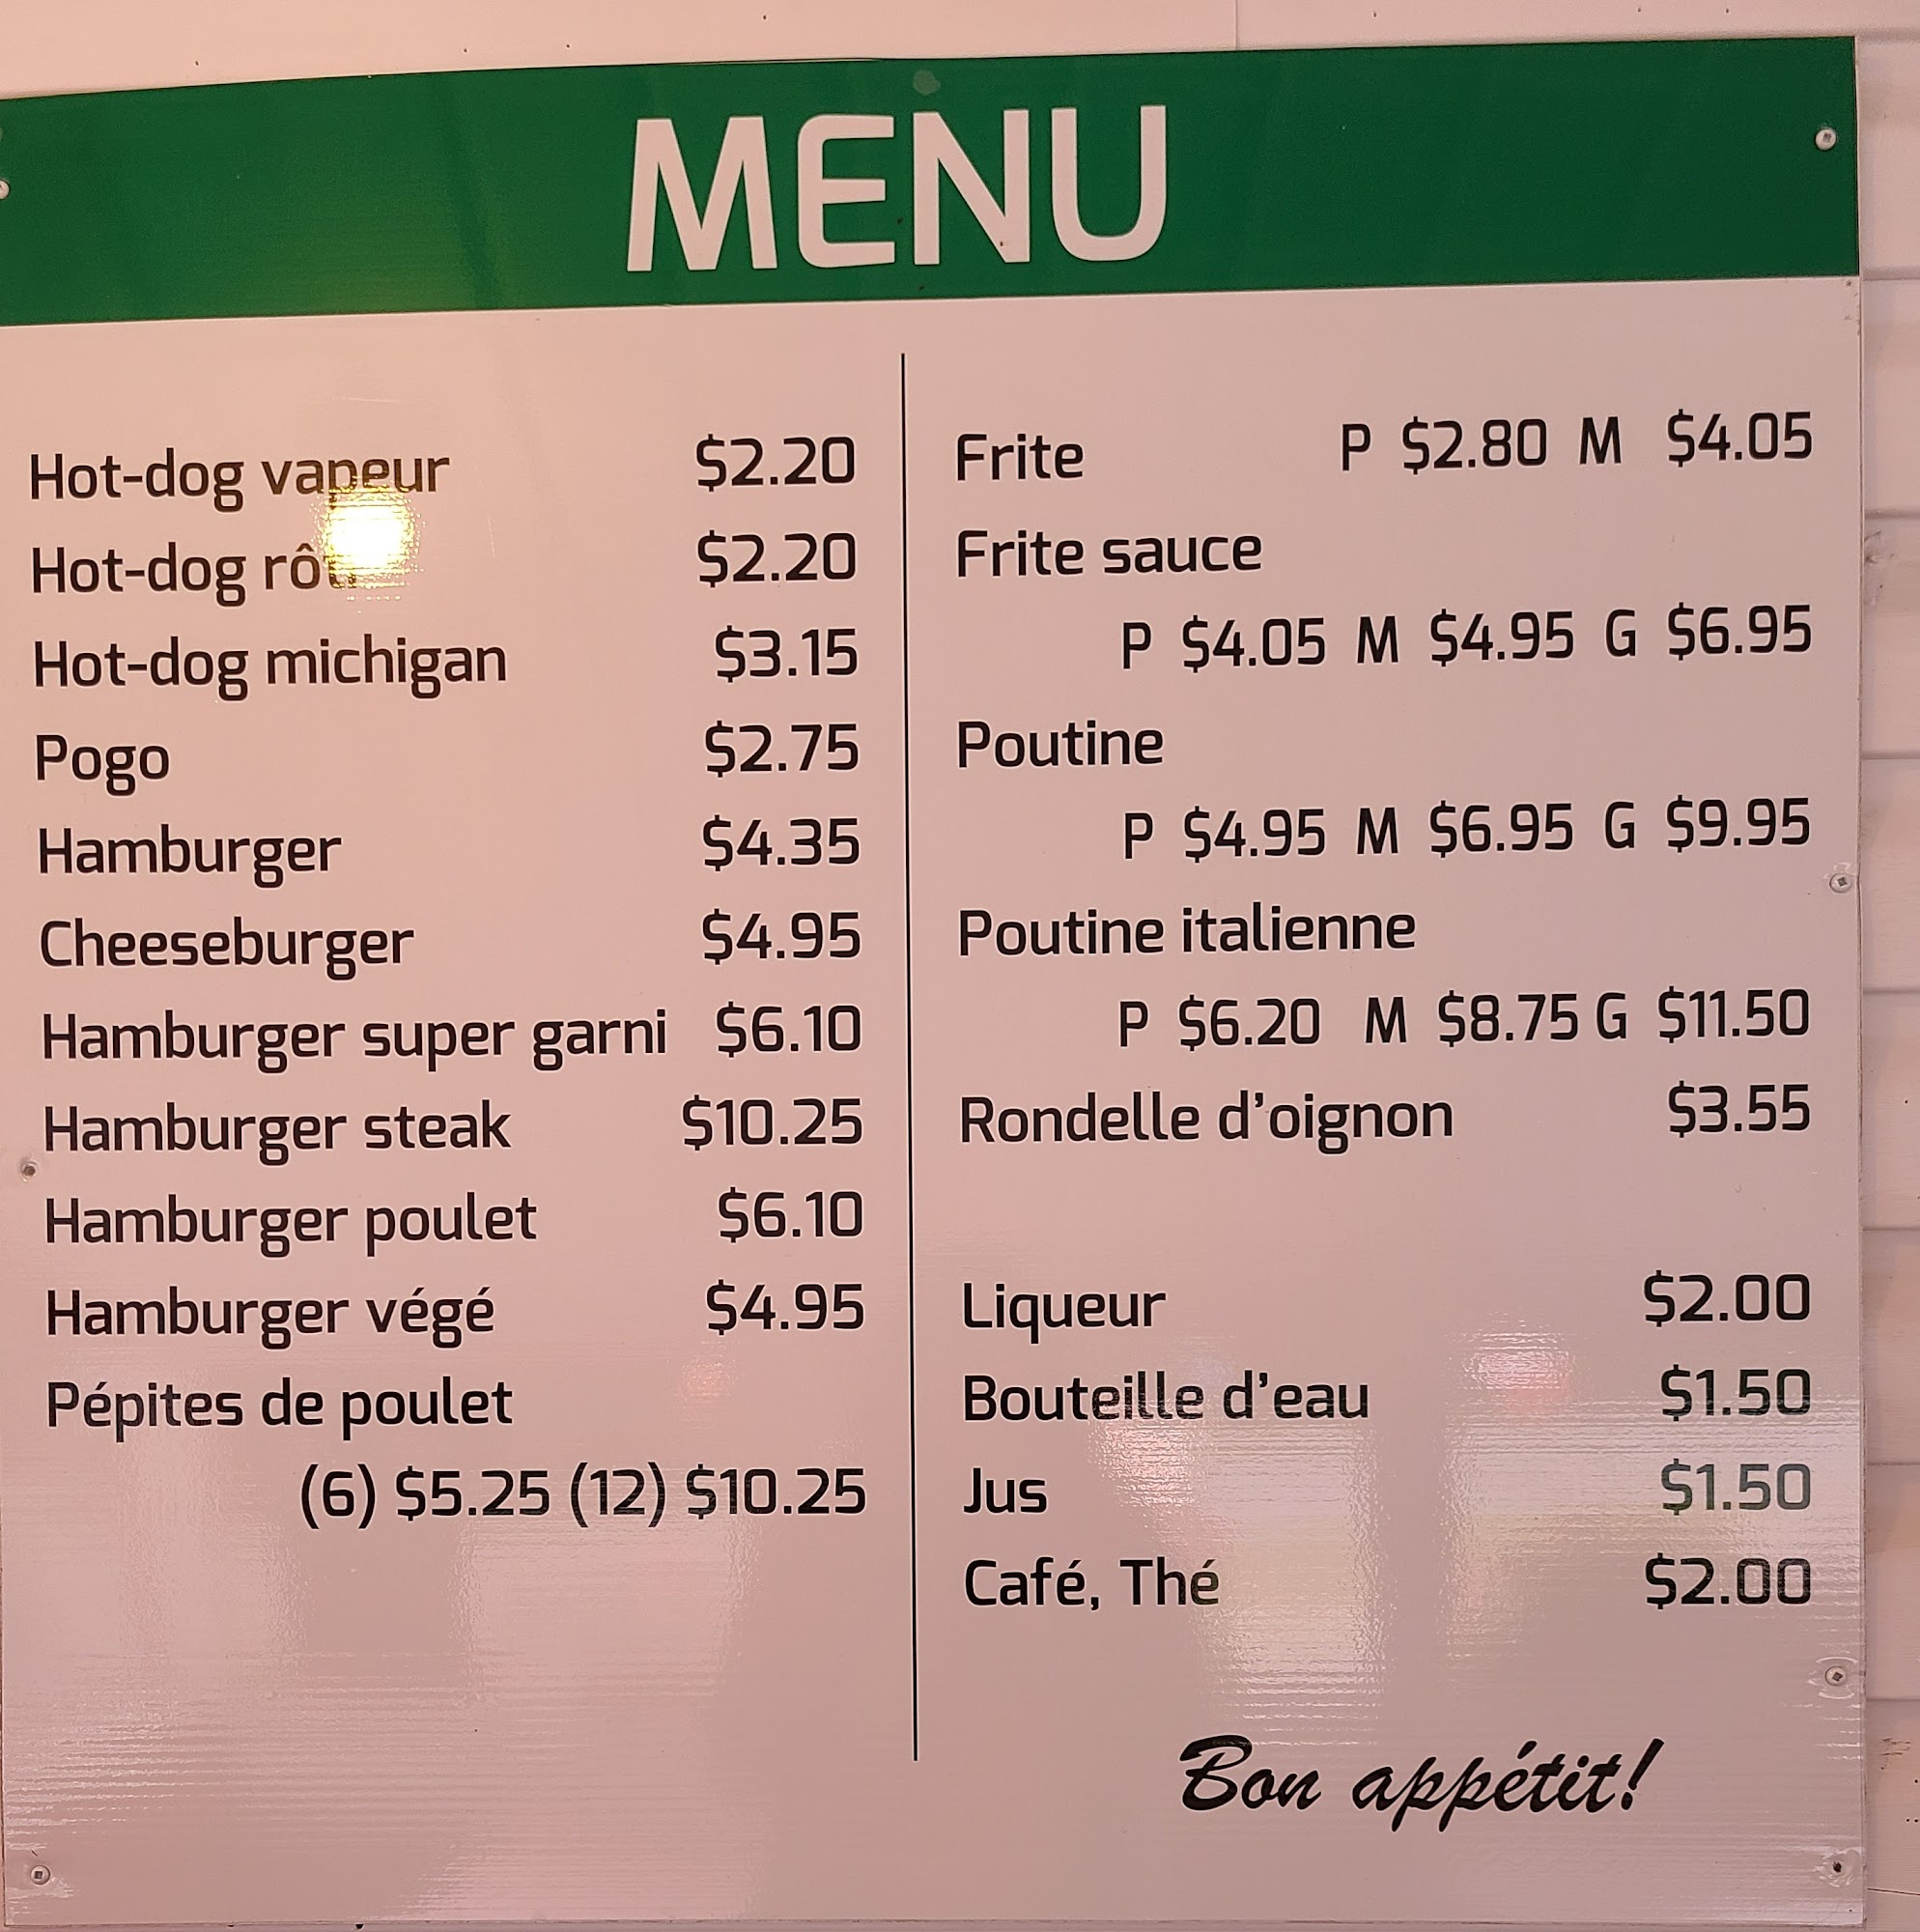 MENU
Hot-dog vapeur $2.20
Hot-dog rôti $2.20
Hot-dog michigan $3.15
Pogo $2.75
Hamburger $4.35
Cheeseburger $4.95
Hamburger super garni $6.10
Hamburger steak $10.25
Hamburger poulet $6.10
Hamburger végé $4.95
Pépites de poulet
(6) $5.25 (12) $10.25
Frite P $2.80 M $4.05
Frite sauce
P $4.05 M $4.95 G $6.95
Poutine
P $4.95 M $6.95 G $9.95
Poutine italienne
P $6.20 M $8.75 G $11.50
Rondelle d'oignon $3.55
Liqueur $2.00
Bouteille d'eau $1.50
Jus $1.50
Café, Thé $2.00
Bon appétit!